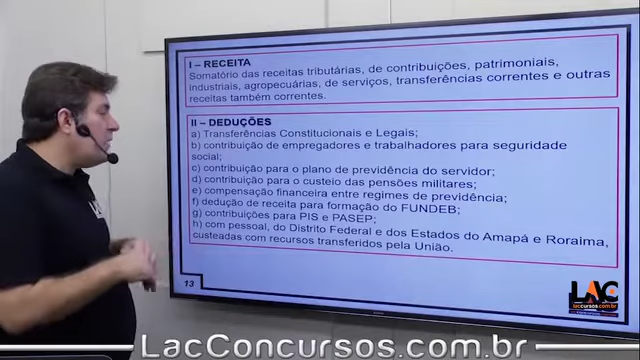 I – RECEITA
Somatório das receitas tributárias, de contribuições, patrimoniais,
industriais, agropecuárias, de serviços, transferências correntes e outras
receitas também correntes.
II – DEDUÇÕES
a) Transferências Constitucionais e Legais;
b) contribuição de empregadores e trabalhadores para seguridade
social;
c) contribuição para o plano de previdência do servidor;
d) contribuição para o custeio das pensões militares;
e) compensação financeira entre regimes de previdência;
f) dedução de receita para formação do FUNDEB;
g) contribuições para PIS e PASEP;
h) com pessoal, do Distrito Federal e dos Estados do Amapá e Roraima,
custeadas com recursos transferidos pela União.
13
LAC
laccursos.com.br
LacConcursos.com.br